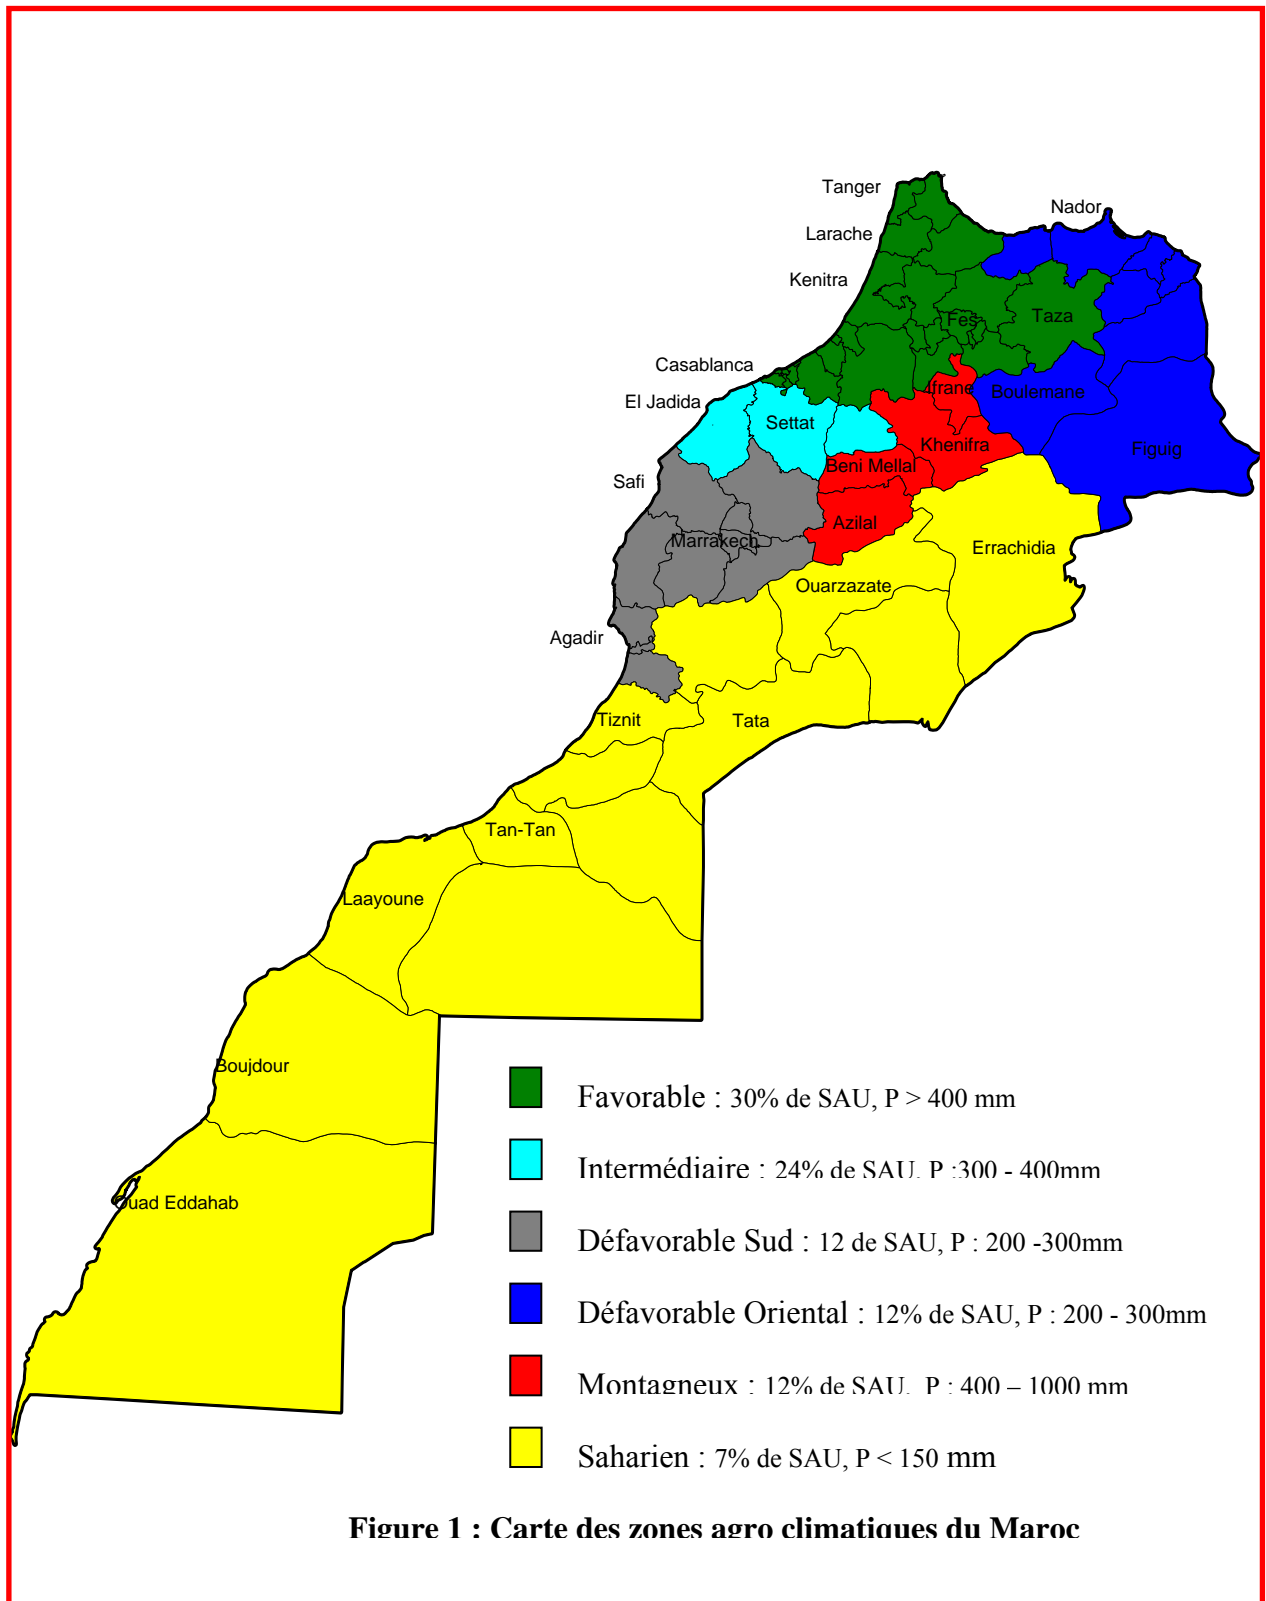 Tanger
Nador
Larache
Kenitra
Fes
Taza
Casablanca
Ifrane
Boulemane
El Jadida
Settat
Khenifra
Figuig
Beni Mellal
Safi
Azilal
Marrakech
Errachidia
Ouarzazate
Agadir
Tiznit
Tata
Tan-Tan
Laayoune
Boujdour
Ouad Eddahab
Favorable : 30% de SAU, P > 400 mm
Intermédiaire : 24% de SAU, P :300 - 400mm
Défavorable Sud : 12 de SAU, P : 200 -300mm
Défavorable Oriental : 12% de SAU, P : 200 - 300mm
Montagneux : 12% de SAU, P : 400 – 1000 mm
Saharien : 7% de SAU, P < 150 mm
Figure 1 : Carte des zones agro climatiques du Maroc